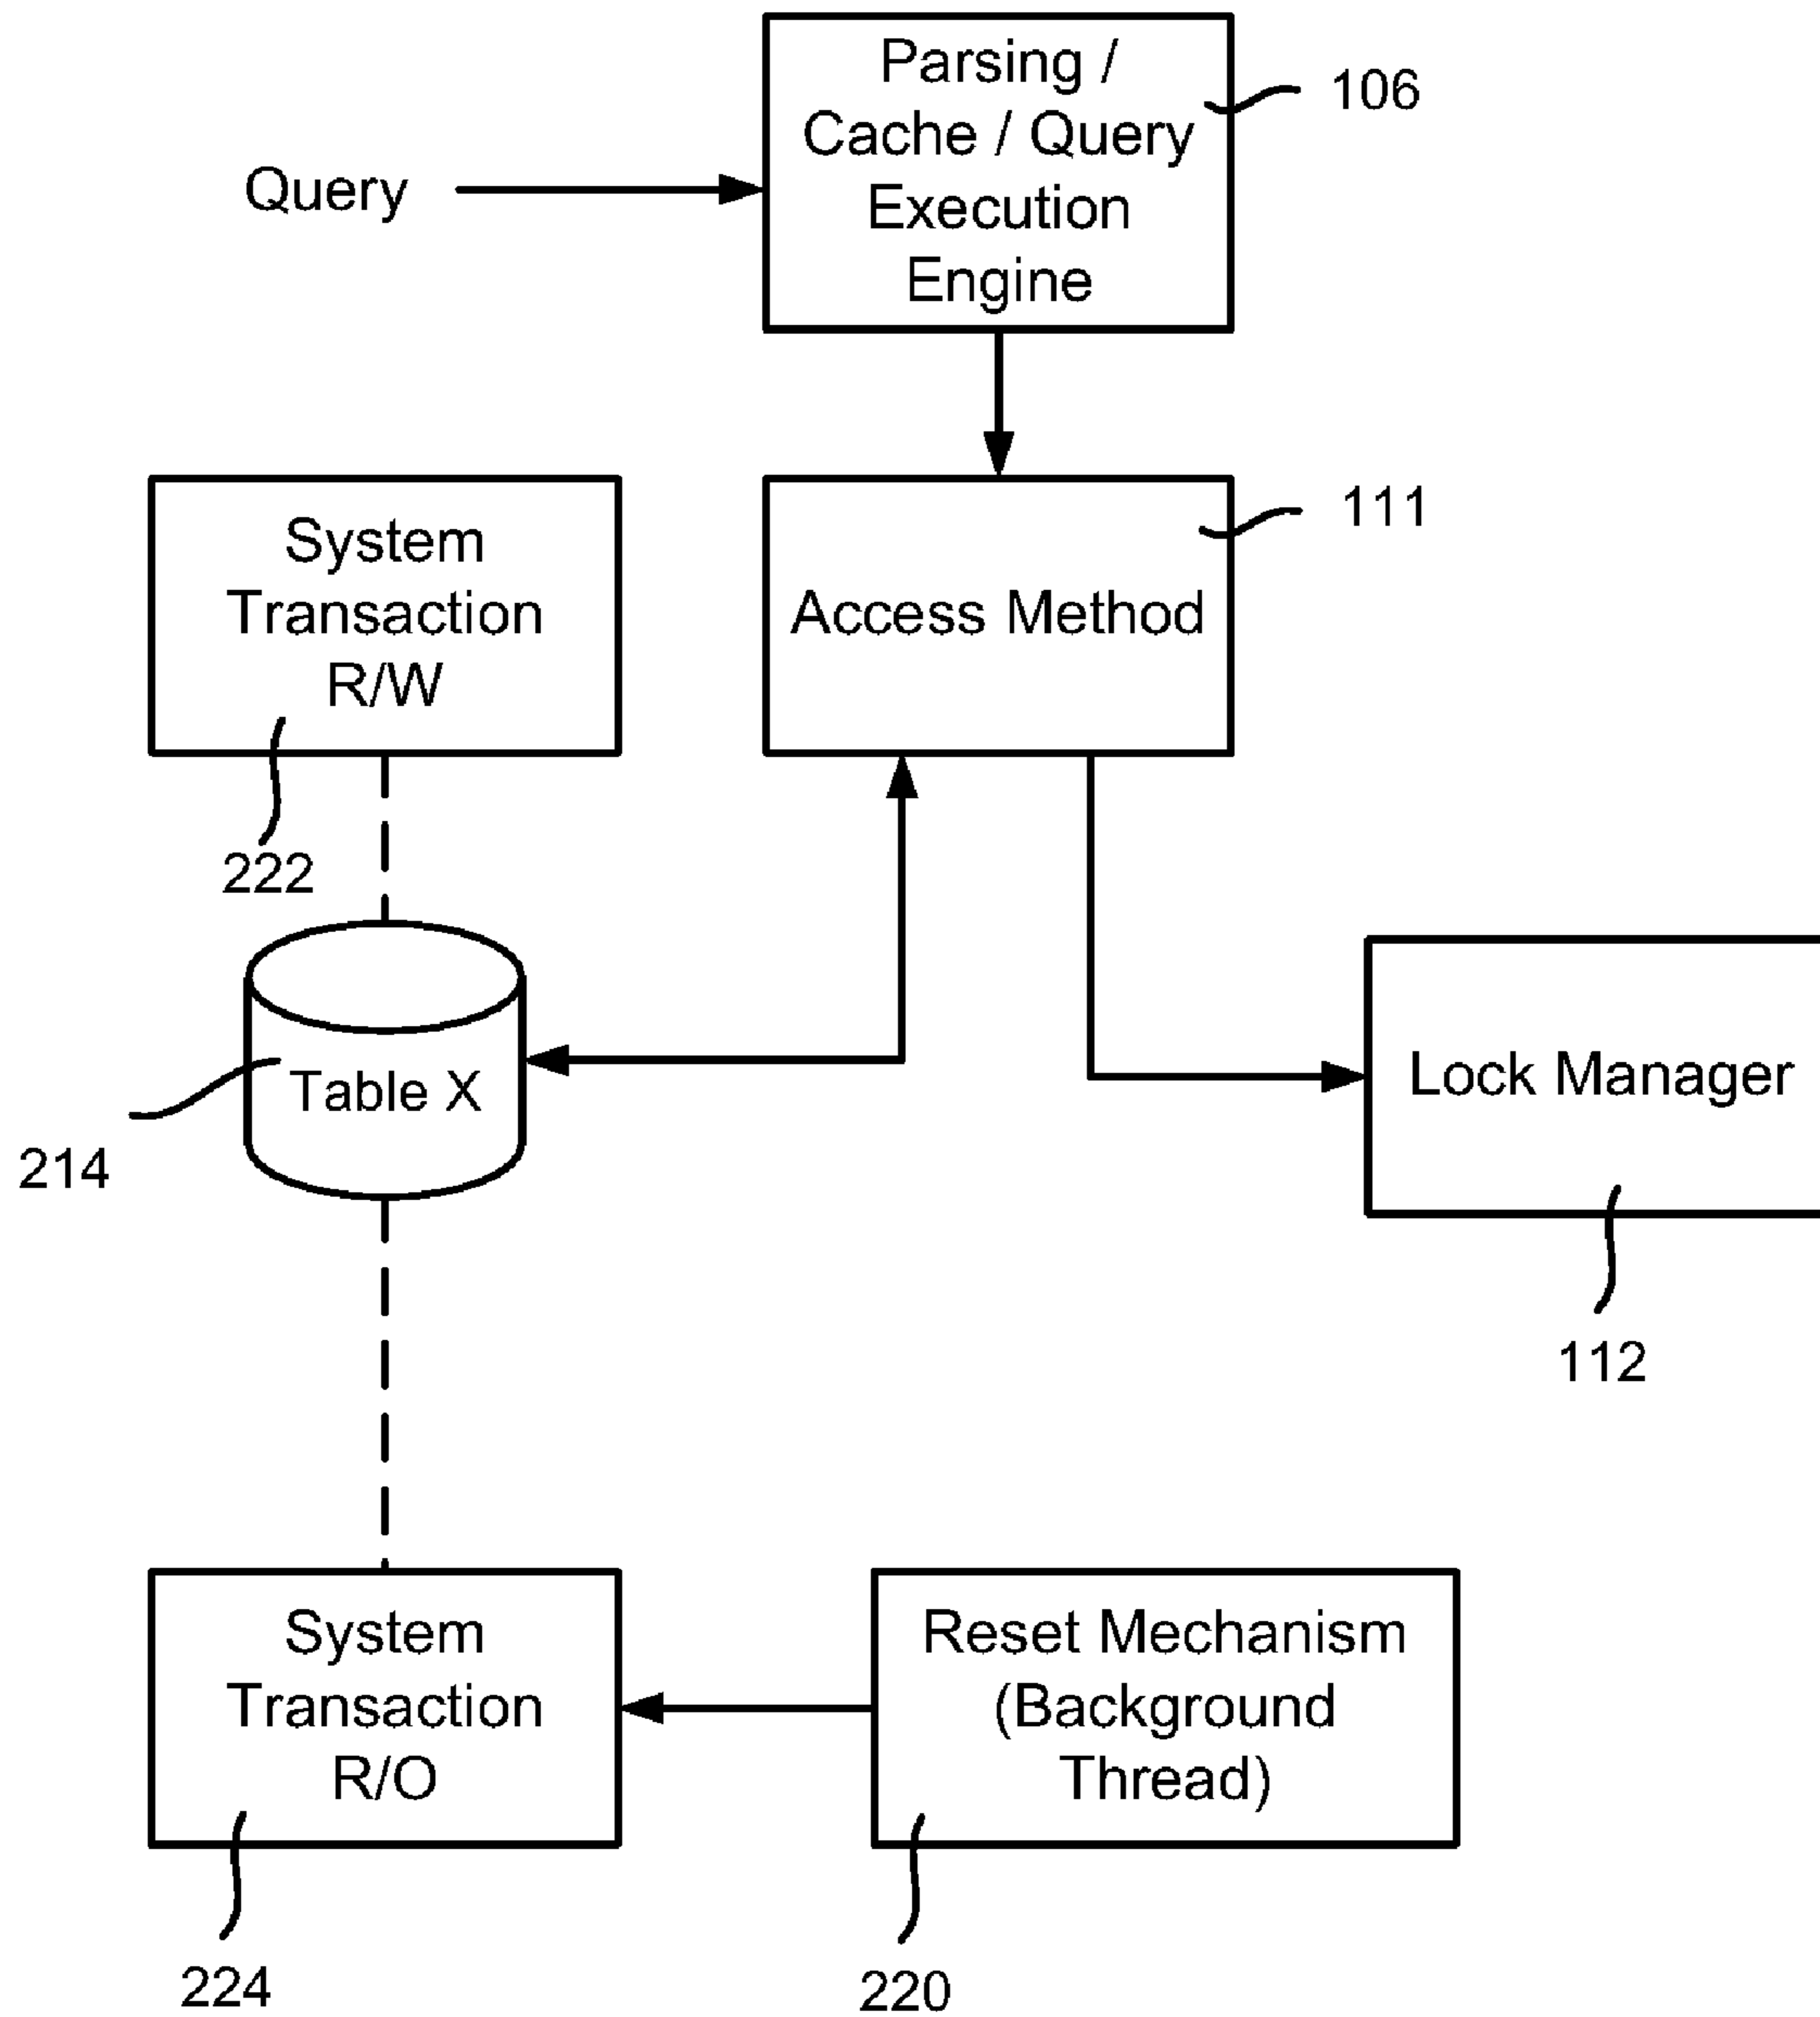 Parsing /
Cache / Query
Execution
Engine
106
Query
System
Transaction
R/W
222
Access Method
111
Table X
214
Lock Manager
112
System
Transaction
R/O
224
Reset Mechanism
(Background
Thread)
220